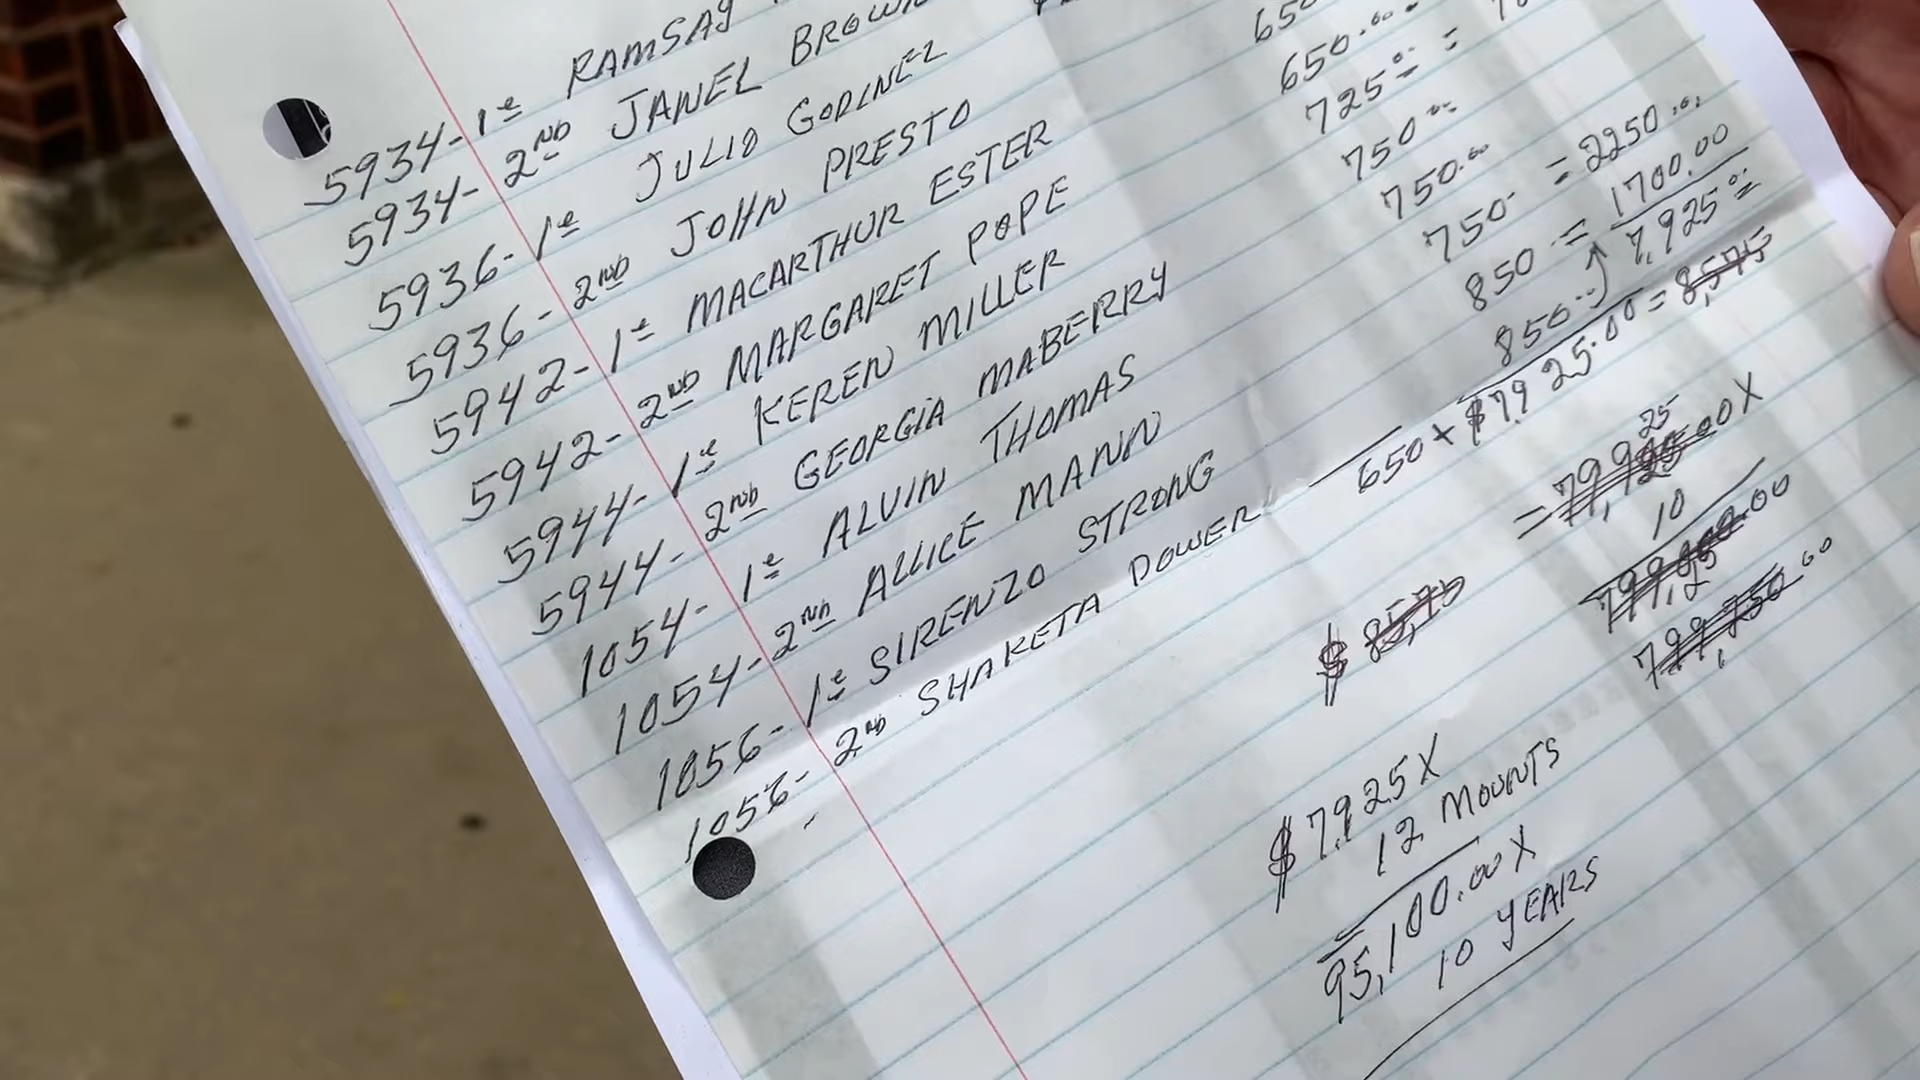 5934-1st RAMSAY
5934-2ND JANEL BROWN
5936-1st JULIO GODINEZ
5936-2ND JOHN PRESTO
5942-1st MACARTHUR ESTER
5942-2ND MARGARET POPE
5944-1st KEREN MILLER
5944-2ND GEORGIA MABERRY
1054-1st ALVIN THOMAS
1054-2ND ALLICE MANN
1056-1st SIRENZO STRONG
1056-2ND SHAKETA POWER
650
650.00
725.00 =
750.00
750.00
750- = 2250.00
850 = 1700.00
7,925.00
850
650 + $7,925.00 = 8,575
= 79,925.00 X
10
$ 85,75
$7,925 X
12 MOUNTS
95,100.00 X
10 YEARS